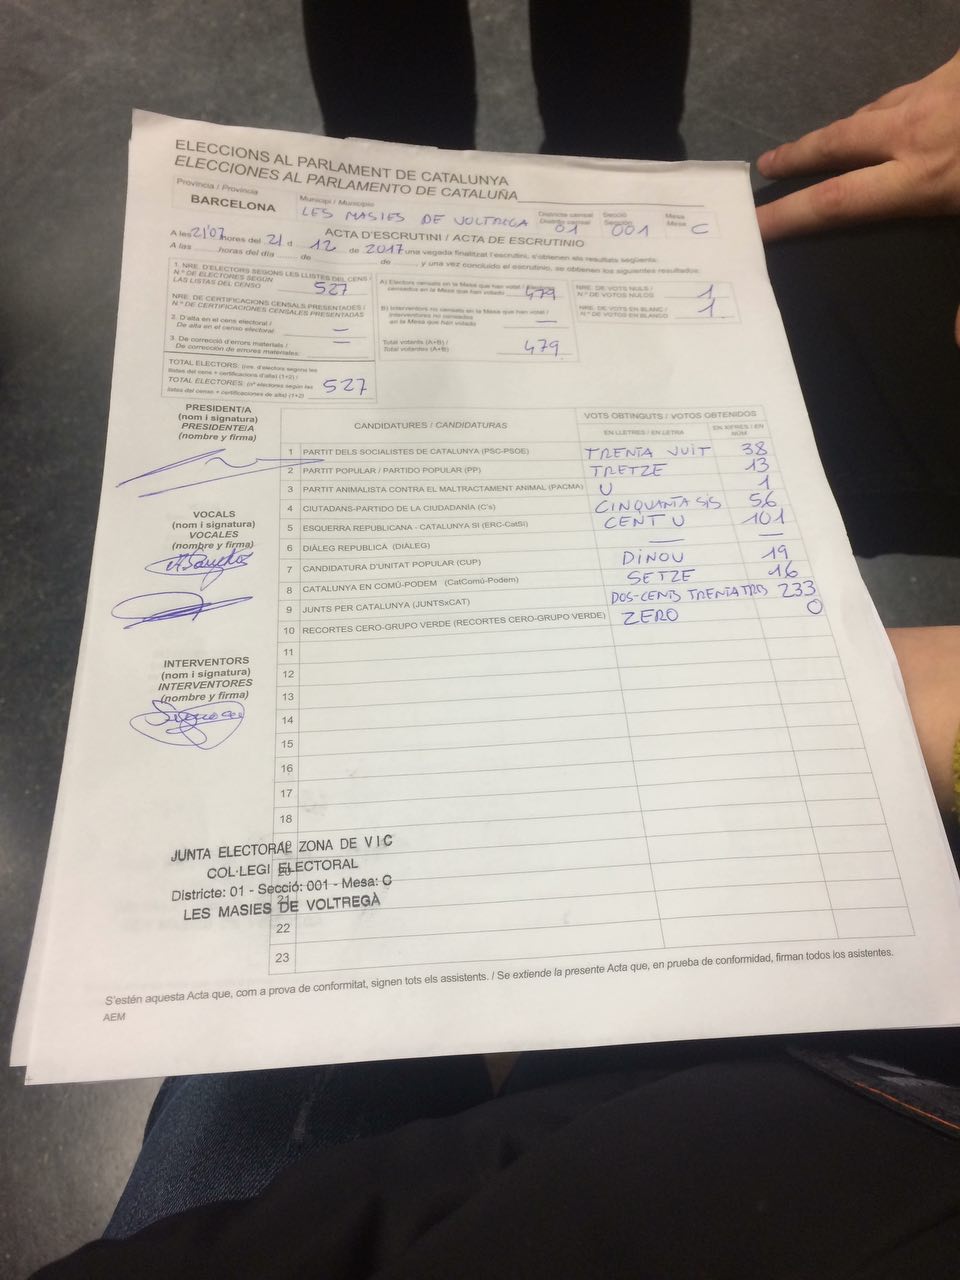 ELECCIONS AL PARLAMENT DE CATALUNYA
ELECCIONES AL PARLAMENTO DE CATALUÑA
Província / Provincia
BARCELONA
Municipi / Municipio
LES MASIES DE VOLTREGA
Districte censal
Distrito censal
01
Secció
Sección
001
Mesa
Mesa
C
ACTA D'ESCRUTINI / ACTA DE ESCRUTINIO
A les 21'07 hores del 21 d 12 de 2017 una vegada finalitzat l'escrutini, s'obtenen els resultats següents:
A las ........ horas del día ...... de ............ de ........ y una vez concluido el escrutinio, se obtienen los siguientes resultados:
1. NRE. D'ELECTORS SEGONS LES LLISTES DEL CENS /
N.º DE ELECTORES SEGÚN
LAS LISTAS DEL CENSO
527
NRE. DE CERTIFICACIONS CENSALS PRESENTADES /
N.º DE CERTIFICACIONES CENSALES PRESENTADAS
2. D'alta en el cens electoral /
De alta en el censo electoral:
3. De correcció d'errors materials /
De corrección de errores materiales:
TOTAL ELECTORS: (nre. d'electors segons les
llistes del cens + certificacions d'alta) (1+2) /
TOTAL ELECTORES: (nº electores según las
listas del censo + certificaciones de alta) (1+2)
527
A) Electors censats en la Mesa que han votat / Electores
censados en la Mesa que han votado
479
B) Interventors no censats en la Mesa que han votat /
Interventores no censados
en la Mesa que han votado
Total votants (A+B) /
Total votantes (A+B)
479
NRE. DE VOTS NULS /
N.º DE VOTOS NULOS
1
NRE. DE VOTS EN BLANC /
N.º DE VOTOS EN BLANCO
1
PRESIDENT/A
(nom i signatura)
PRESIDENTE/A
(nombre y firma)
VOCALS
(nom i signatura)
VOCALES
(nombre y firma)
INTERVENTORS
(nom i signatura)
INTERVENTORES
(nombre y firma)
CANDIDATURES / CANDIDATURAS
VOTS OBTINGUTS / VOTOS OBTENIDOS
EN LLETRES / EN LETRA
EN XIFRES / EN NÚM
1 PARTIT DELS SOCIALISTES DE CATALUNYA (PSC-PSOE) TRENTA VUIT 38
2 PARTIT POPULAR / PARTIDO POPULAR (PP) TRETZE 13
3 PARTIT ANIMALISTA CONTRA EL MALTRACTAMENT ANIMAL (PACMA) U 1
4 CIUTADANS-PARTIDO DE LA CIUDADANÍA (C's) CINQUANTA SIS 56
5 ESQUERRA REPUBLICANA - CATALUNYA SÍ (ERC-CatSí) CENT U 101
6 DIÀLEG REPUBLICÀ (DIÀLEG) — —
7 CANDIDATURA D'UNITAT POPULAR (CUP) DINOU 19
8 CATALUNYA EN COMÚ-PODEM (CatComú-Podem) SETZE 16
9 JUNTS PER CATALUNYA (JUNTSxCAT) DOS-CENTS TRENTA TRES 233
10 RECORTES CERO-GRUPO VERDE (RECORTES CERO-GRUPO VERDE) ZERO 0
11
12
13
14
15
16
17
18
19
20
21
22
23
JUNTA ELECTORAL ZONA DE VIC
COL·LEGI ELECTORAL
Districte: 01 - Secció: 001 - Mesa: C
LES MASIES DE VOLTREGÀ
S'estén aquesta Acta que, com a prova de conformitat, signen tots els assistents. / Se extiende la presente Acta que, en prueba de conformidad, firman todos los asistentes.
AEM